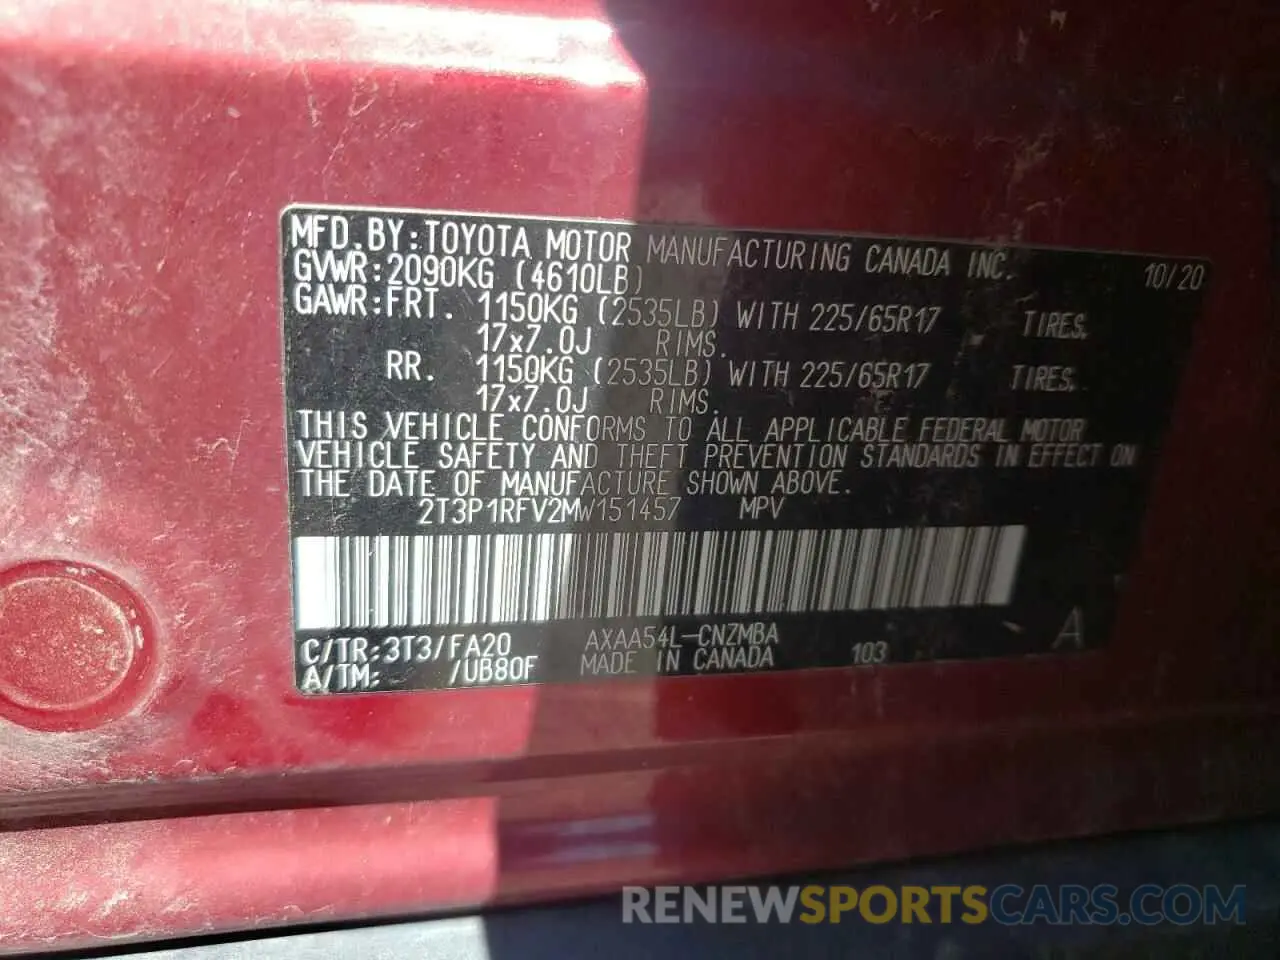 MFD.BY:TOYOTA MOTOR MANUFACTURING CANADA INC. 10/20
GVWR:2090KG (4610LB)
GAWR:FRT. 1150KG (2535LB) WITH 225/65R17 TIRES,
17x7.0J RIMS.
RR. 1150KG (2535LB) WITH 225/65R17 TIRES,
17x7.0J RIMS.
THIS VEHICLE CONFORMS TO ALL APPLICABLE FEDERAL MOTOR
VEHICLE SAFETY AND THEFT PREVENTION STANDARDS IN EFFECT ON
THE DATE OF MANUFACTURE SHOWN ABOVE.
2T3P1RFV2MW151457 MPV
C/TR:3T3/FA20 AXAA54L-CNZMBA A
A/TM: /UB80F MADE IN CANADA 103
RENEWSPORTSCARS.COM